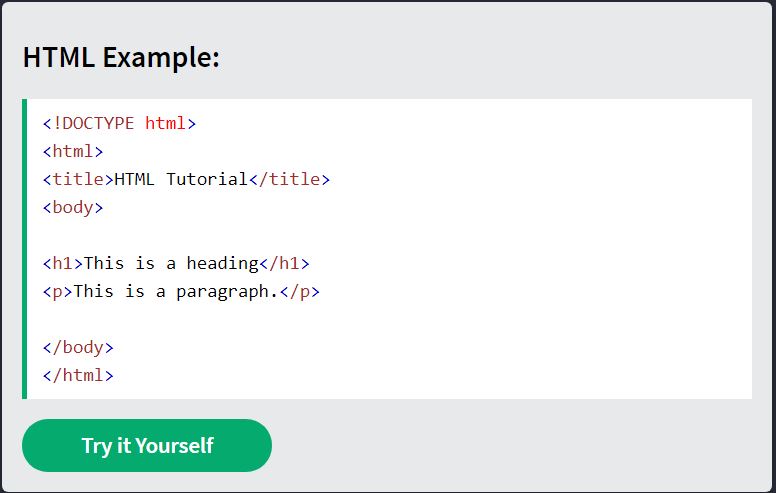 HTML Example:
<!DOCTYPE html>
<html>
<title>HTML Tutorial</title>
<body>
<h1>This is a heading</h1>
<p>This is a paragraph.</p>
</body>
</html>
Try it Yourself